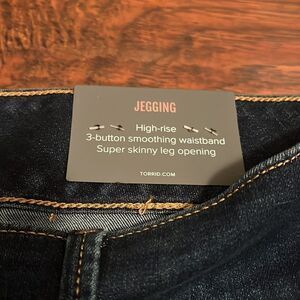 JEGGING
High-rise
3-button smoothing waistband
Super skinny leg opening
TORRID.COM